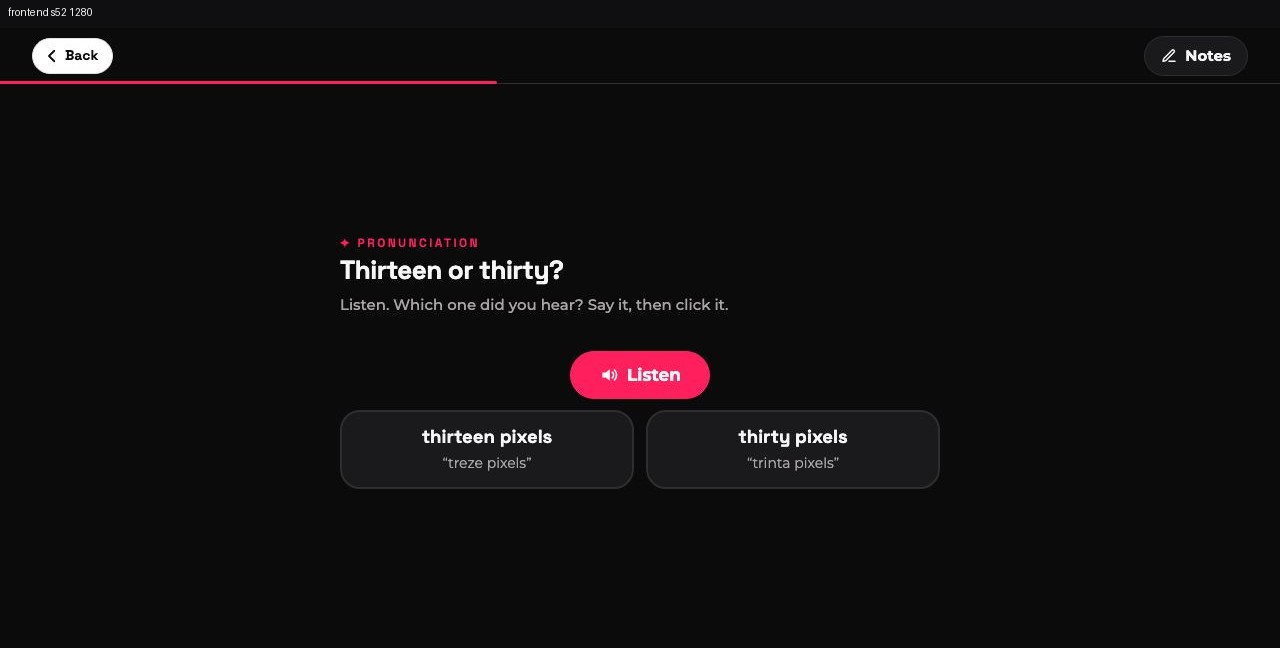 frontend s52 1280
Back
Notes
✦ PRONUNCIATION
Thirteen or thirty?
Listen. Which one did you hear? Say it, then click it.
Listen
thirteen pixels
thirty pixels
“treze pixels”
“trinta pixels”